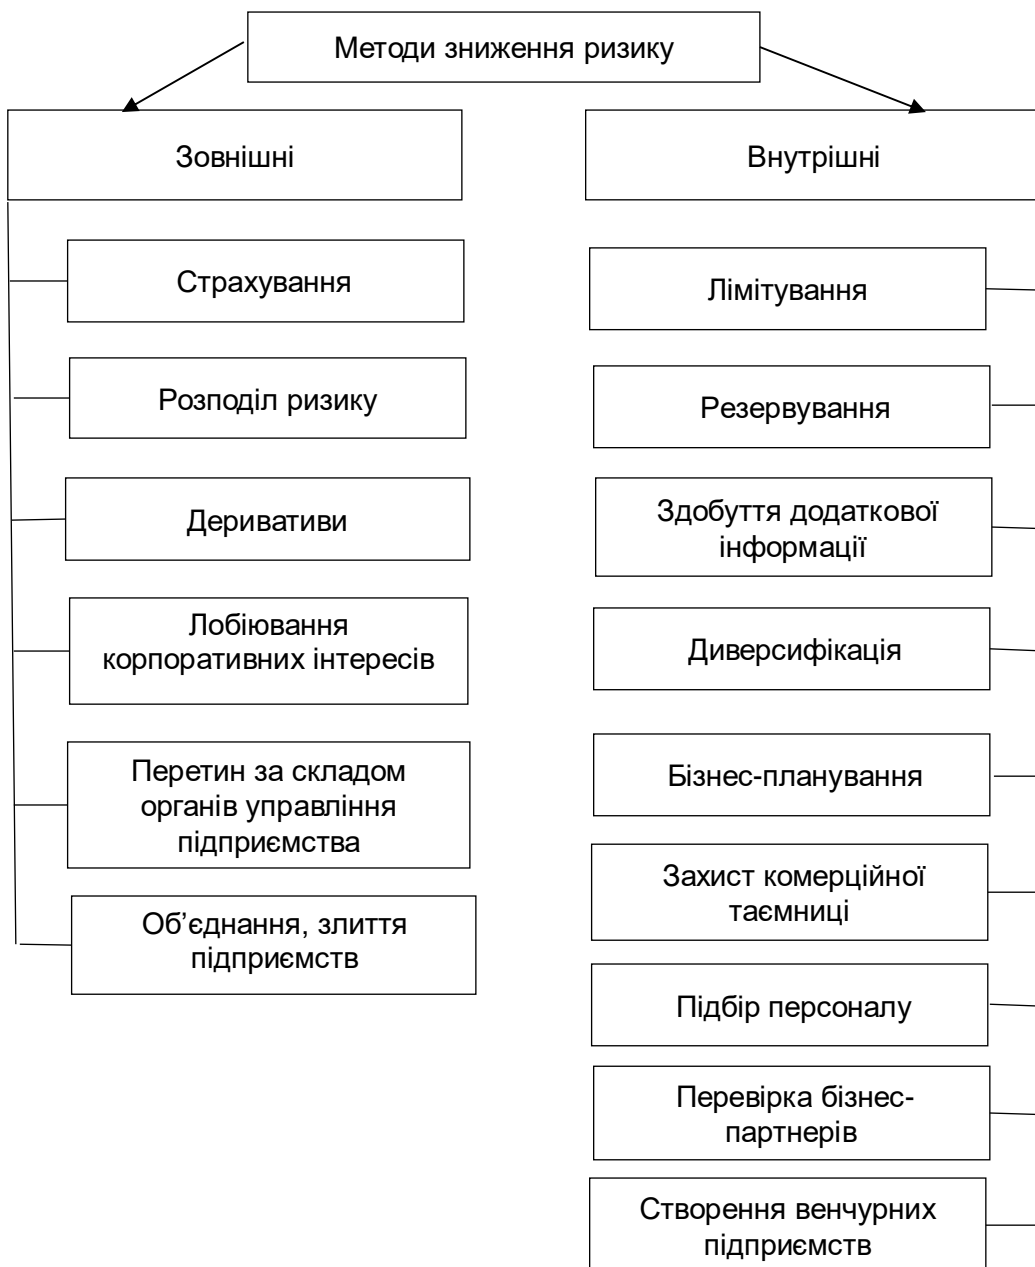 Методи зниження ризику
Зовнішні
Страхування
Розподіл ризику
Деривативи
Лобіювання
корпоративних інтересів
Перетин за складом
органів управління
підприємства
Об’єднання, злиття
підприємств
Внутрішні
Лімітування
Резервування
Здобуття додаткової
інформації
Диверсифікація
Бізнес-планування
Захист комерційної
таємниці
Підбір персоналу
Перевірка бізнес-
партнерів
Створення венчурних
підприємств